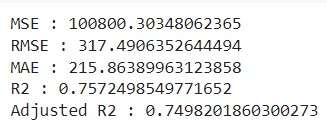 MSE : 100800.30348062365
RMSE : 317.4906352644494
MAE : 215.86389963123858
R2 : 0.7572498549771652
Adjusted R2 : 0.7498201860300273